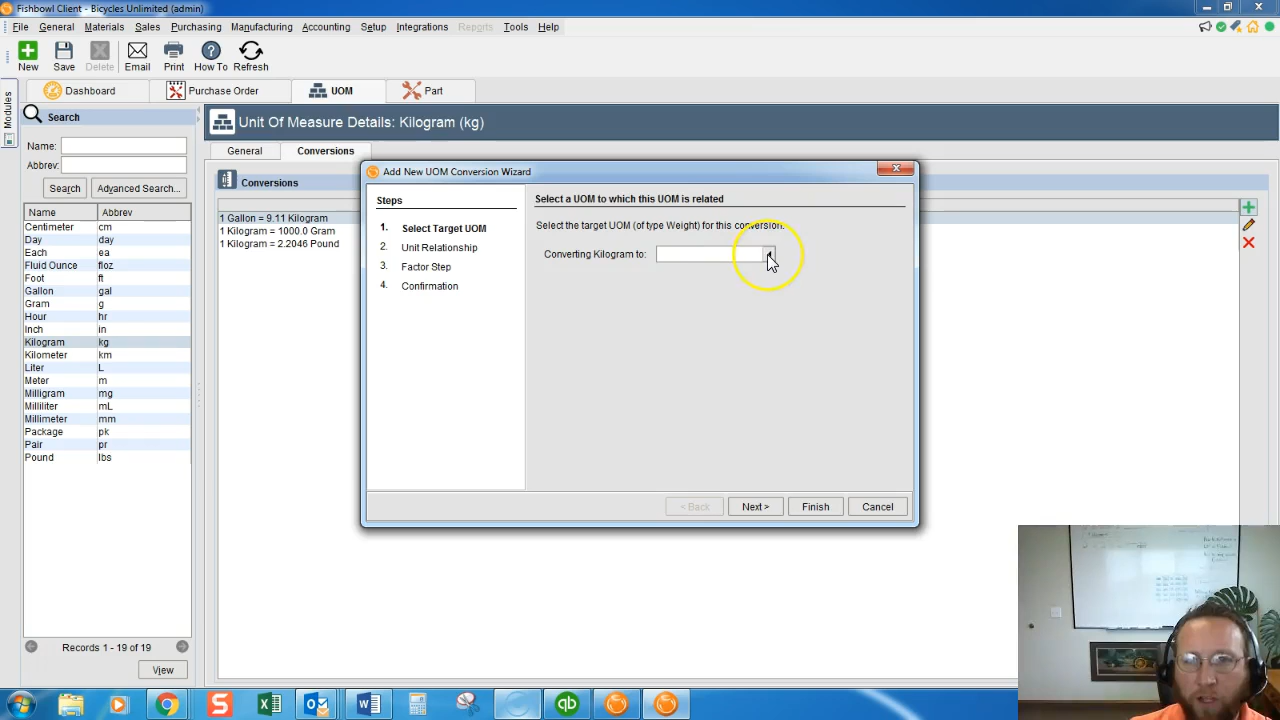 Fishbowl Client - Bicycles Unlimited (admin)
File General Materials Sales Purchasing Manufacturing Accounting Setup Integrations Reports Tools Help
New Save Delete Email Print How To Refresh
Modules
Dashboard Purchase Order UOM Part
Search
Name:
Abbrev:
Search Advanced Search...
Name Abbrev
Centimeter cm
Day day
Each ea
Fluid Ounce floz
Foot ft
Gallon gal
Gram g
Hour hr
Inch in
Kilogram kg
Kilometer km
Liter L
Meter m
Milligram mg
Milliliter mL
Millimeter mm
Package pk
Pair pr
Pound lbs
Records 1 - 19 of 19
View
Unit Of Measure Details: Kilogram (kg)
General Conversions
Conversions
1 Gallon = 9.11 Kilogram
1 Kilogram = 1000.0 Gram
1 Kilogram = 2.2046 Pound
Add New UOM Conversion Wizard
Steps
1. Select Target UOM
2. Unit Relationship
3. Factor Step
4. Confirmation
Select a UOM to which this UOM is related
Select the target UOM (of type Weight) for this conversion.
Converting Kilogram to:
< Back Next > Finish Cancel